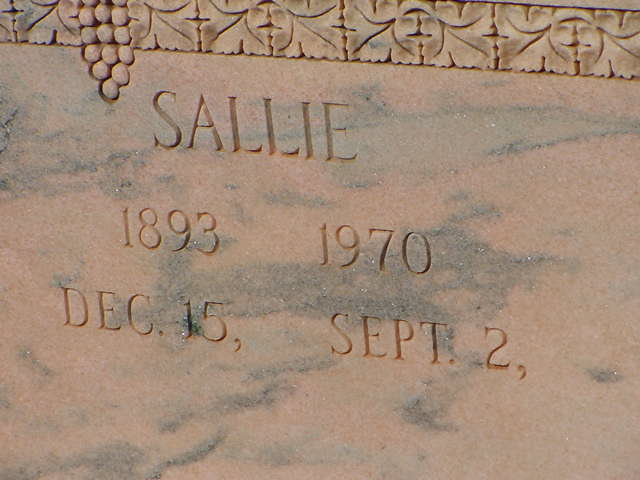 SALLIE
1893 1970
DEC. 15, SEPT. 2,